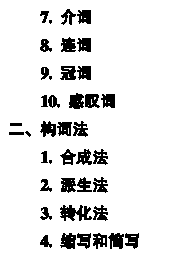 7. 介词
8. 连词
9. 冠词
10. 感叹词
二、构词法
1. 合成法
2. 派生法
3. 转化法
4. 缩写和简写